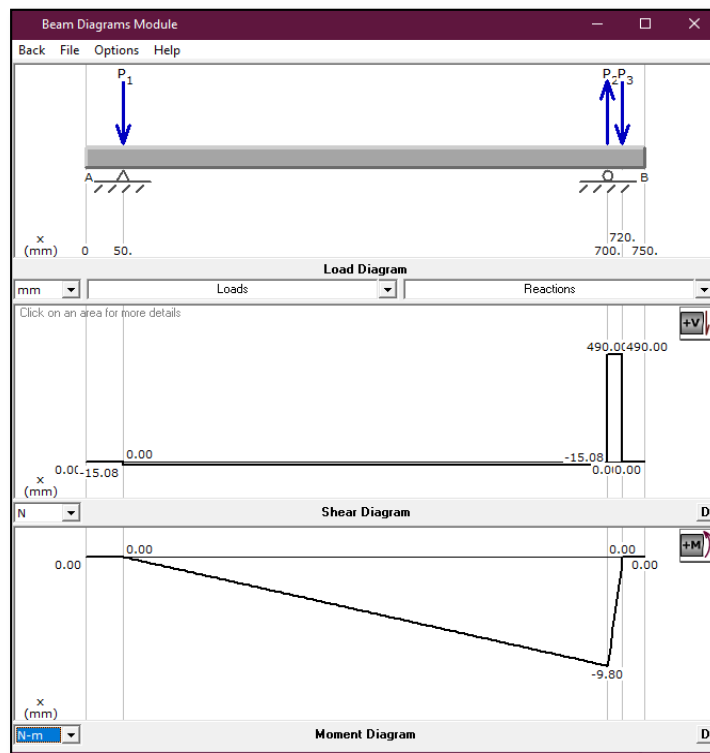 Beam Diagrams Module
Back File Options Help
P1 P2 P3
A B
720.
x
(mm) 0 50. 700. 750.
Load Diagram
mm Loads Reactions
Click on an area for more details
+V
490.00 490.00
0.00 -15.08
0.00 -15.08 0.00 0.00
x
(mm)
N Shear Diagram D
0.00 0.00 +M
0.00 0.00
-9.80
x
(mm)
N-m Moment Diagram D